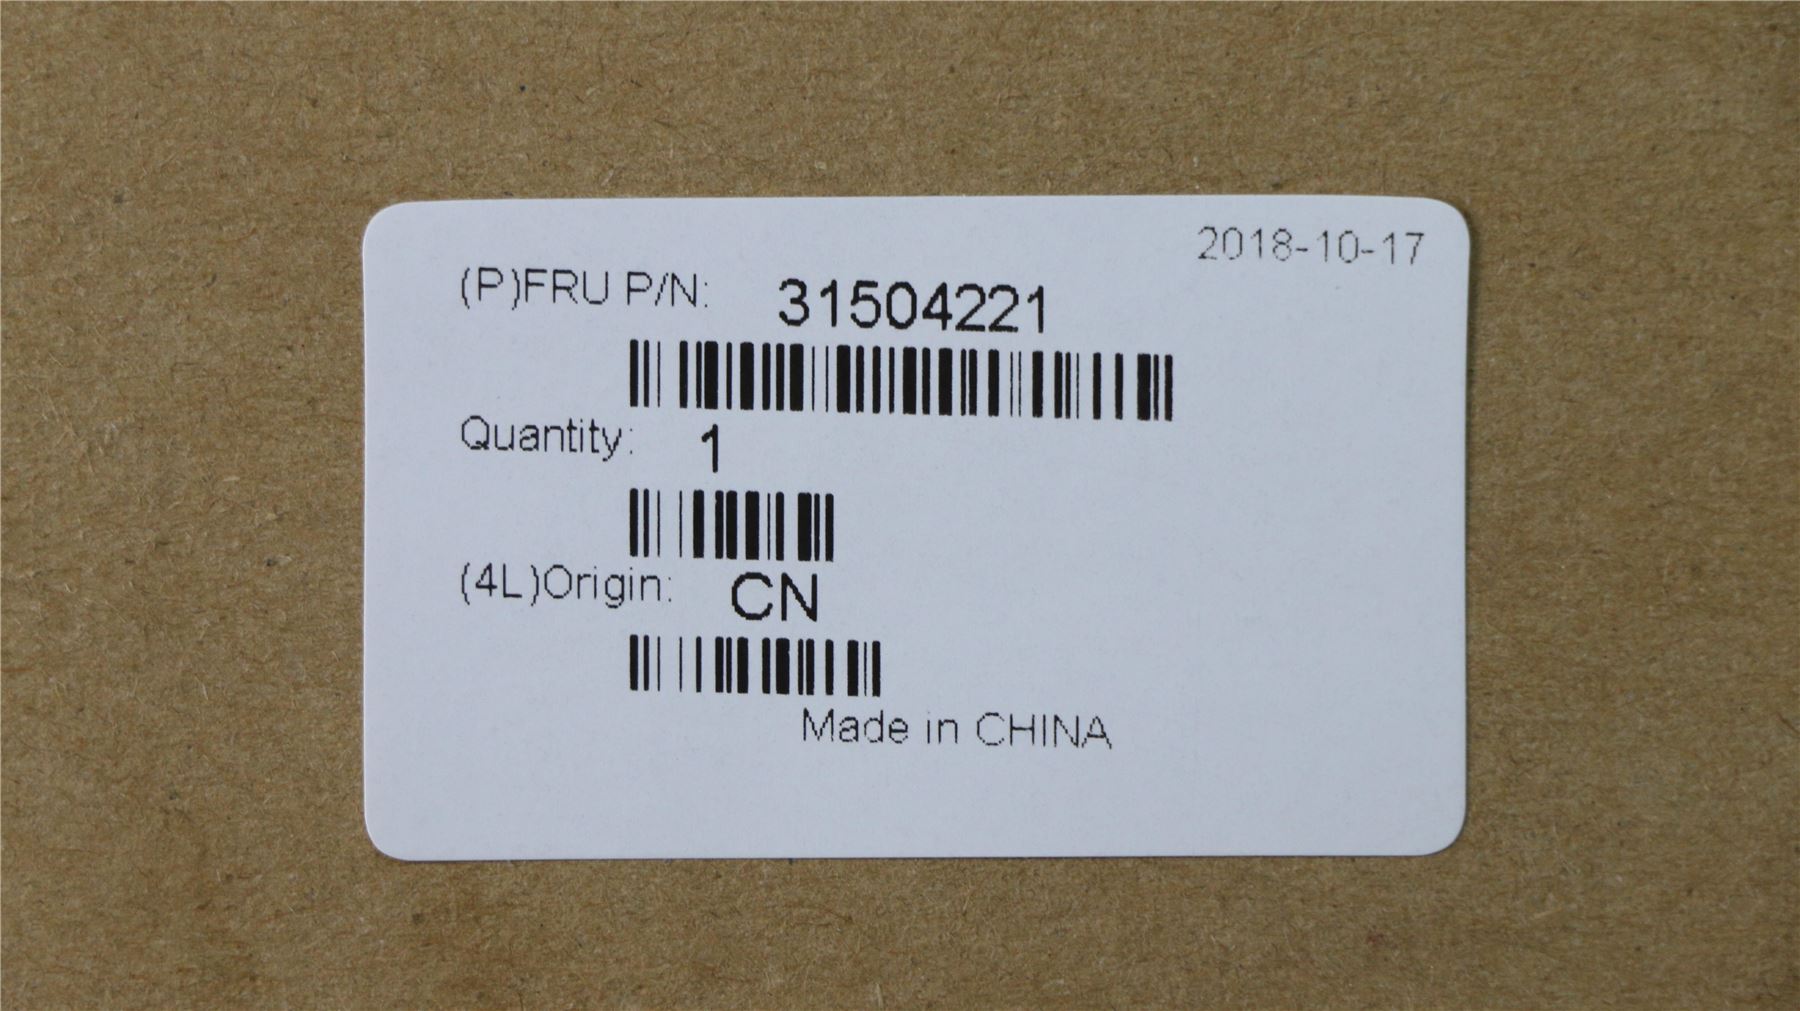 2018-10-17
(P)FRU P/N: 31504221
Quantity: 1
(4L)Origin: CN
Made in CHINA